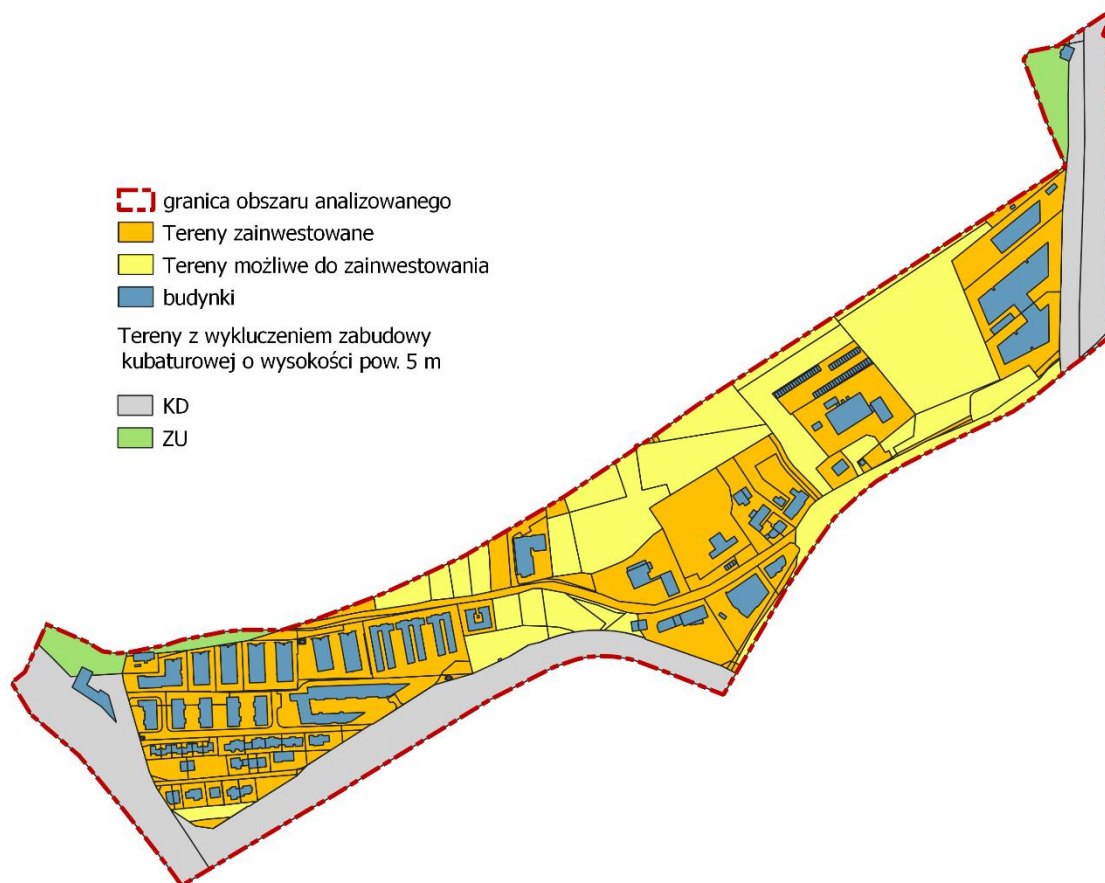 granica obszaru analizowanego
Tereny zainwestowane
Tereny możliwe do zainwestowania
budynki
Tereny z wykluczeniem zabudowy
kubaturowej o wysokości pow. 5 m
KD
ZU